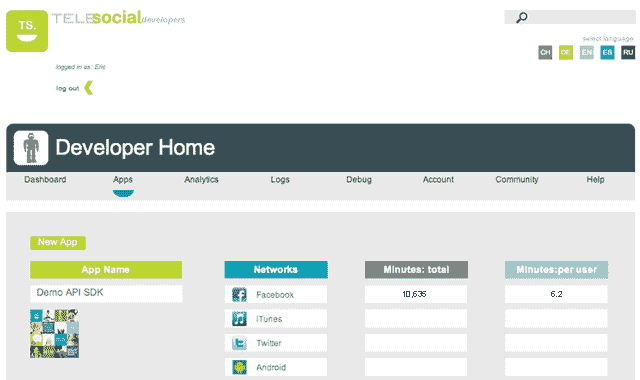 TS.
TELEsocial developers
select language
CH DE EN ES RU
logged in as: Eric
log out
Developer Home
Dashboard Apps Analytics Logs Debug Account Community Help
New App
App Name Networks Minutes: total Minutes:per user
Demo API SDK Facebook 10,635 6.2
iTunes
Twitter
Android